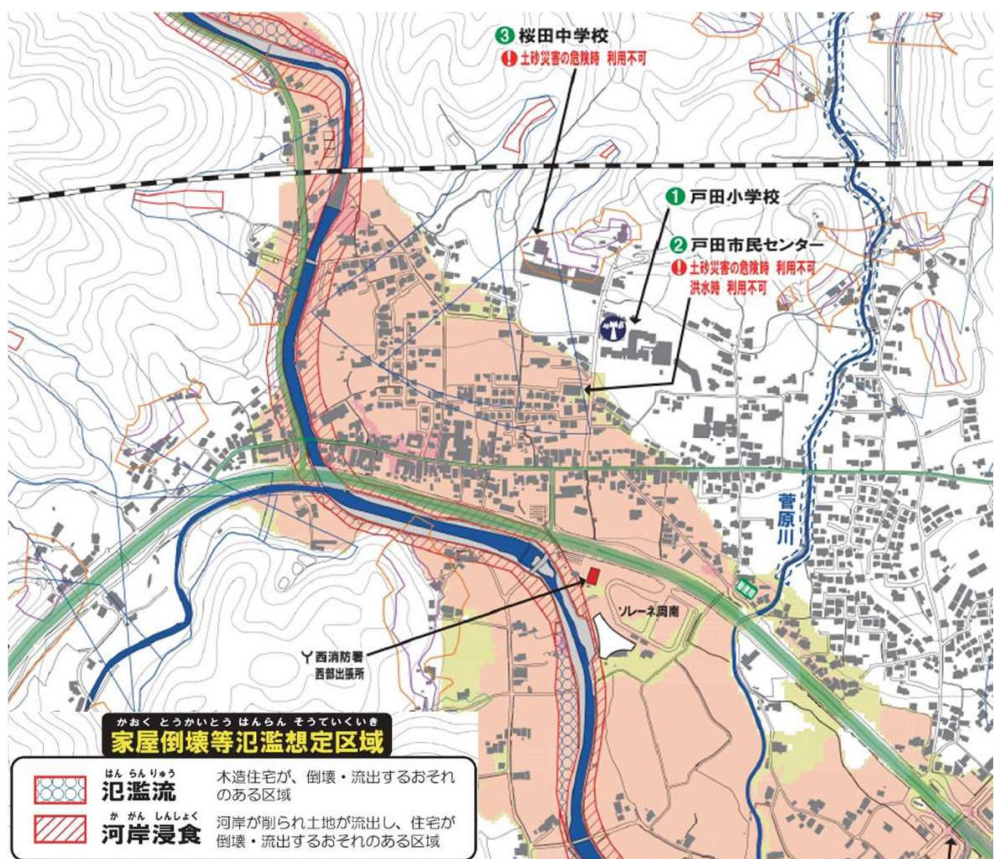 ③ 桜田中学校
! 土砂災害の危険時 利用不可
① 戸田小学校
② 戸田市民センター
! 土砂災害の危険時 利用不可
洪水時 利用不可
菅原川
ソレーネ周南
Y 西消防署
西部出張所
かおく とうかいとう はんらん そうていくいき
家屋倒壊等氾濫想定区域
はんらんりゅう
氾濫流
木造住宅が、倒壊・流出するおそれ
のある区域
かがんしんしょく
河岸浸食
河岸が削られ土地が流出し、住宅が
倒壊・流出するおそれのある区域